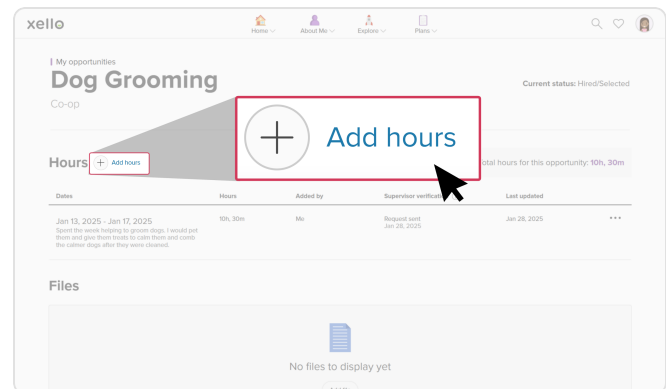 xello
Home
About Me
Explore
Plans
My opportunities
Dog Grooming
Co-op
Current status: Hired/Selected
Hours
Add hours
Add hours
otal hours for this opportunity: 10h, 30m
Dates Hours Added by Supervisor verificatio Last updated
Jan 13, 2025 - Jan 17, 2025 10h, 30m Me Request sent Jan 28, 2025
Jan 28, 2025
Spent the week helping to groom dogs. I would pet
them and give them treats to calm them and comb
the calmer dogs after they were cleaned.
Files
No files to display yet